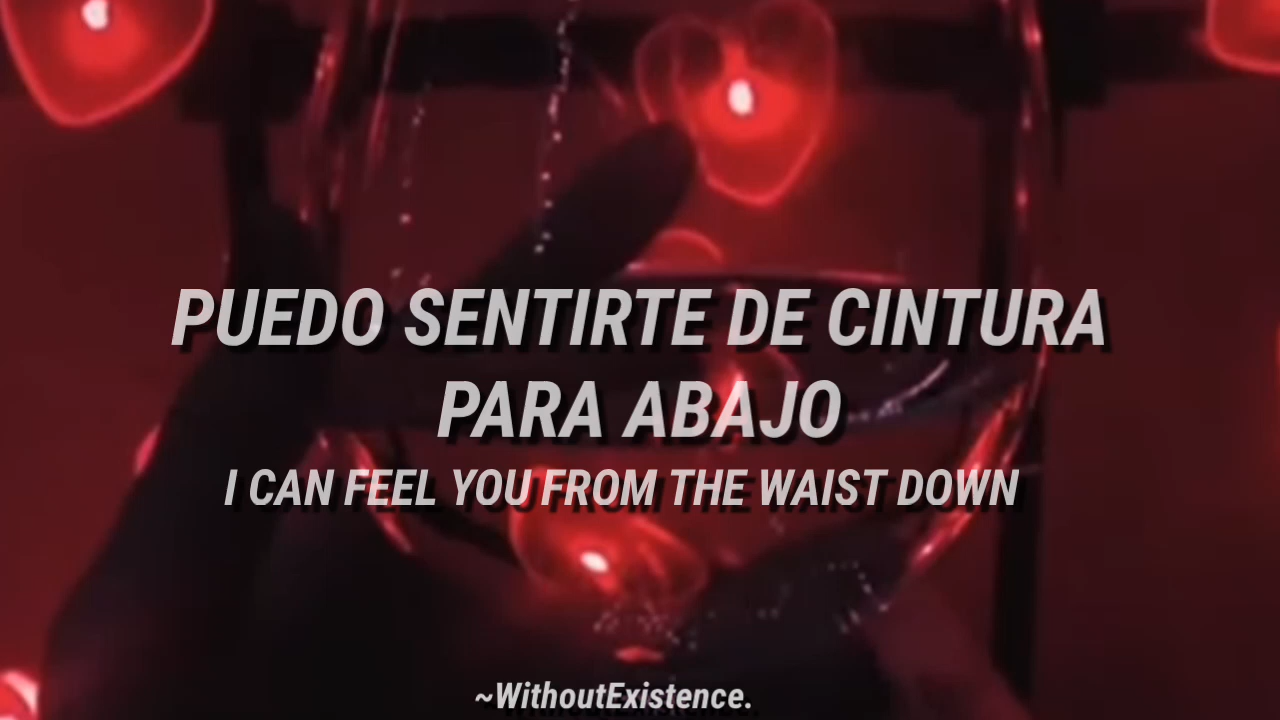 PUEDO SENTIRTE DE CINTURA
PARA ABAJO
I CAN FEEL YOU FROM THE WAIST DOWN
~WithoutExistence.